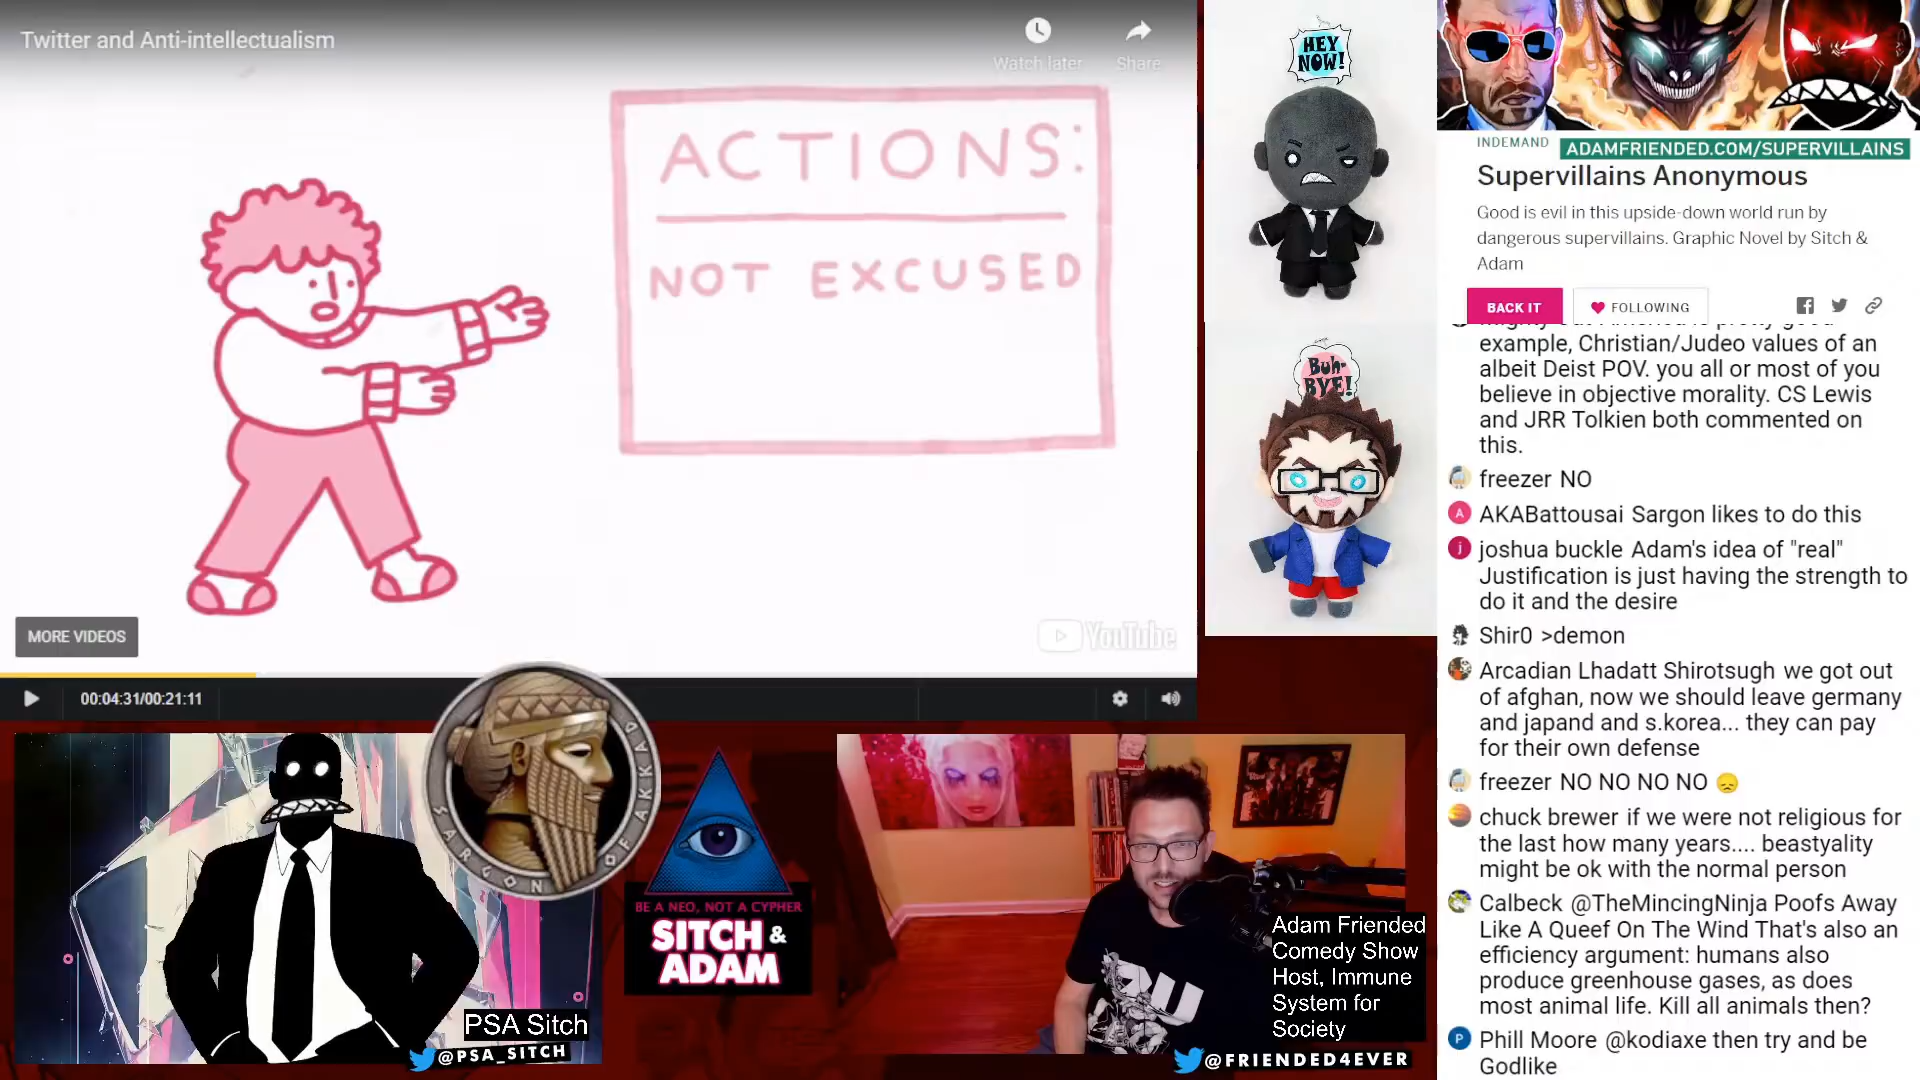 Twitter and Anti-intellectualism
Watch later
Share
ACTIONS:
NOT EXCUSED
MORE VIDEOS
YouTube
00:04:31/00:21:11
HEY
NOW!
Buh-
BYE!
INDEMAND
ADAMFRIENDED.COM/SUPERVILLAINS
Supervillains Anonymous
Good is evil in this upside-down world run by
dangerous supervillains. Graphic Novel by Sitch &
Adam
BACK IT
FOLLOWING
example, Christian/Judeo values of an
albeit Deist POV. you all or most of you
believe in objective morality. CS Lewis
and JRR Tolkien both commented on
this.
freezer NO
A
AKABattousai Sargon likes to do this
j
joshua buckle Adam's idea of "real"
Justification is just having the strength to
do it and the desire
Shir0 >demon
Arcadian Lhadatt Shirotsugh we got out
of afghan, now we should leave germany
and japand and s.korea... they can pay
for their own defense
freezer NO NO NO NO 😞
chuck brewer if we were not religious for
the last how many years.... beastyality
might be ok with the normal person
Calbeck @TheMincingNinja Poofs Away
Like A Queef On The Wind That's also an
efficiency argument: humans also
produce greenhouse gases, as does
most animal life. Kill all animals then?
P
Phill Moore @kodiaxe then try and be
Godlike
SARGON OF AKKAD
BE A NEO, NOT A CYPHER
SITCH &
ADAM
PSA Sitch
@PSA_SITCH
Adam Friended
Comedy Show
Host, Immune
System for
Society
@FRIENDED4EVER